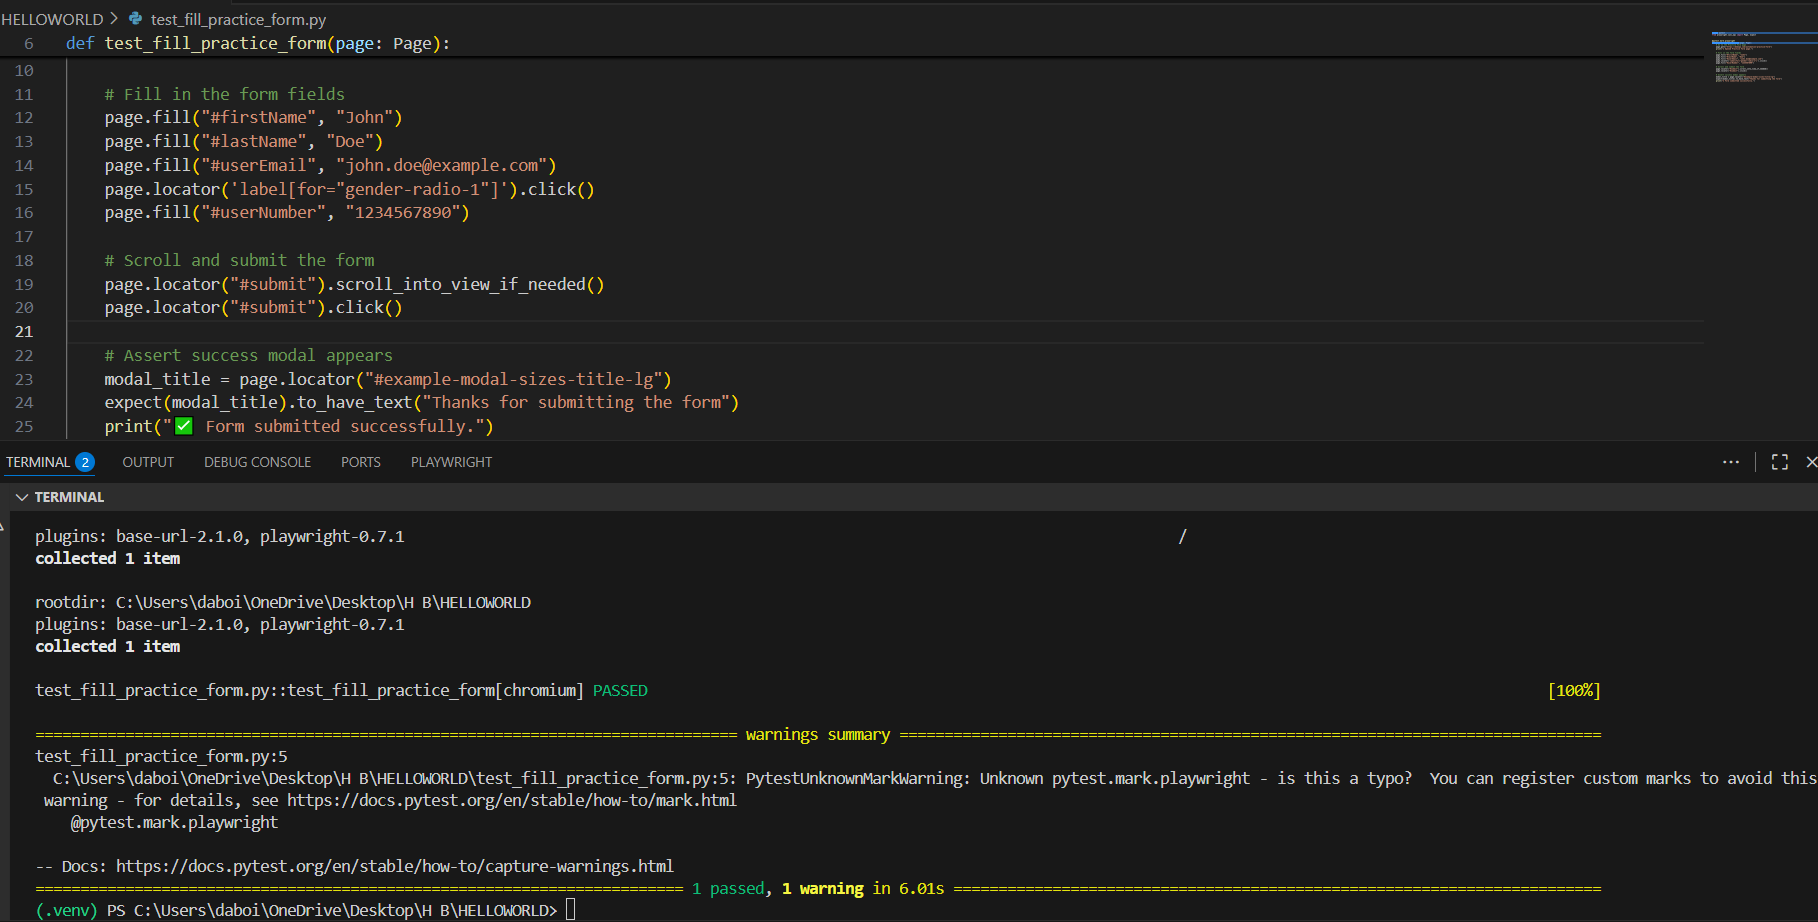 HELLOWORLD > test_fill_practice_form.py
6 def test_fill_practice_form(page: Page):
10
11 # Fill in the form fields
12 page.fill("#firstName", "John")
13 page.fill("#lastName", "Doe")
14 page.fill("#userEmail", "john.doe@example.com")
15 page.locator('label[for="gender-radio-1"]').click()
16 page.fill("#userNumber", "1234567890")
17
18 # Scroll and submit the form
19 page.locator("#submit").scroll_into_view_if_needed()
20 page.locator("#submit").click()
21
22 # Assert success modal appears
23 modal_title = page.locator("#example-modal-sizes-title-lg")
24 expect(modal_title).to_have_text("Thanks for submitting the form")
25 print("✅ Form submitted successfully.")
TERMINAL 2 OUTPUT DEBUG CONSOLE PORTS PLAYWRIGHT
TERMINAL
plugins: base-url-2.1.0, playwright-0.7.1 /
collected 1 item
rootdir: C:\Users\daboi\OneDrive\Desktop\H B\HELLOWORLD
plugins: base-url-2.1.0, playwright-0.7.1
collected 1 item
test_fill_practice_form.py::test_fill_practice_form[chromium] PASSED [100%]
============================== warnings summary ==============================
test_fill_practice_form.py:5
C:\Users\daboi\OneDrive\Desktop\H B\HELLOWORLD\test_fill_practice_form.py:5: PytestUnknownMarkWarning: Unknown pytest.mark.playwright - is this a typo?  You can register custom marks to avoid this
warning - for details, see https://docs.pytest.org/en/stable/how-to/mark.html
@pytest.mark.playwright
-- Docs: https://docs.pytest.org/en/stable/how-to/capture-warnings.html
============================== 1 passed, 1 warning in 6.01s ==============================
(.venv) PS C:\Users\daboi\OneDrive\Desktop\H B\HELLOWORLD>